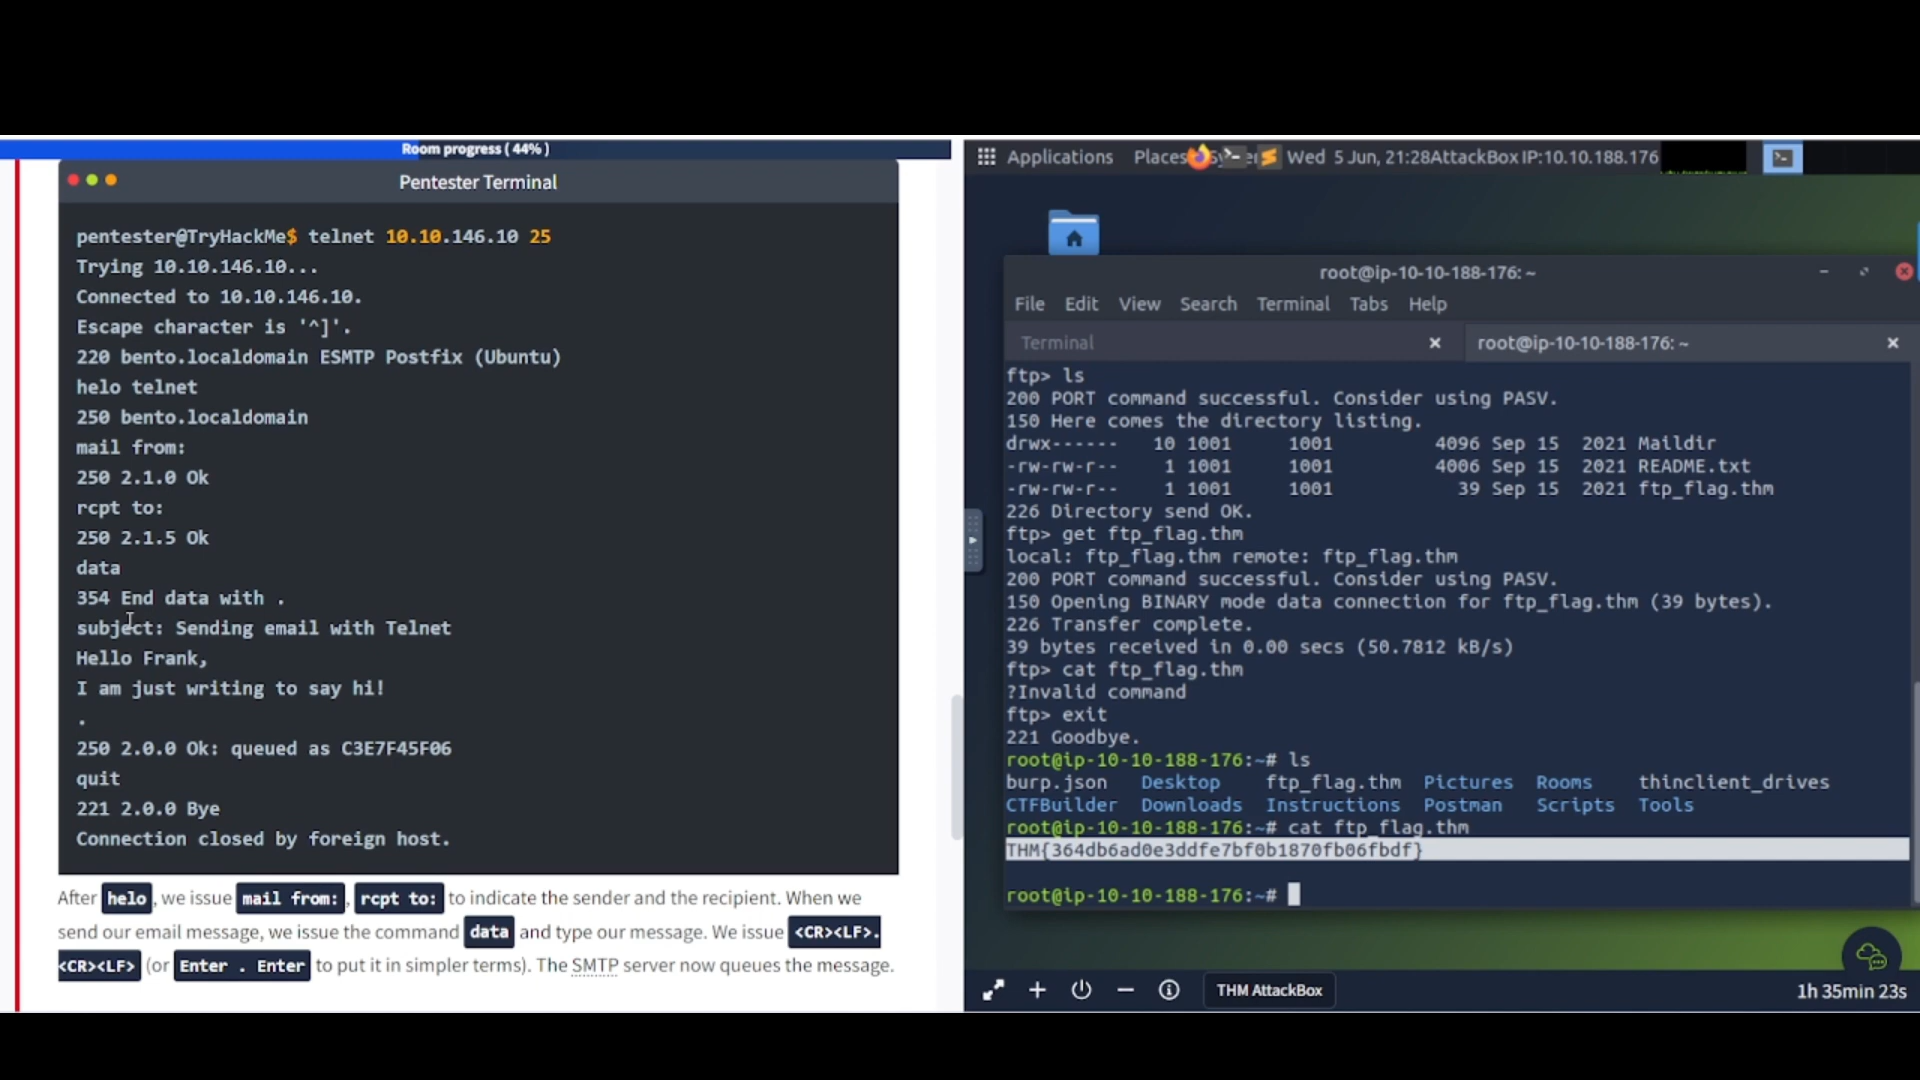 Room progress ( 44% )
Pentester Terminal
pentester@TryHackMe$ telnet 10.10.146.10 25
Trying 10.10.146.10...
Connected to 10.10.146.10.
Escape character is '^]'.
220 bento.localdomain ESMTP Postfix (Ubuntu)
helo telnet
250 bento.localdomain
mail from:
250 2.1.0 Ok
rcpt to:
250 2.1.5 Ok
data
354 End data with .
subject: Sending email with Telnet
Hello Frank,
I am just writing to say hi!
.
250 2.0.0 Ok: queued as C3E7F45F06
quit
221 2.0.0 Bye
Connection closed by foreign host.
After helo , we issue mail from: , rcpt to: to indicate the sender and the recipient. When we
send our email message, we issue the command data and type our message. We issue <CR><LF>.
<CR><LF> (or Enter . Enter to put it in simpler terms). The SMTP server now queues the message.
Applications Places Wed 5 Jun, 21:28 AttackBox IP:10.10.188.176
root@ip-10-10-188-176: ~
File Edit View Search Terminal Tabs Help
Terminal root@ip-10-10-188-176: ~
ftp> ls
200 PORT command successful. Consider using PASV.
150 Here comes the directory listing.
drwx------   10 1001     1001         4096 Sep 15  2021 Maildir
-rw-rw-r--    1 1001     1001         4006 Sep 15  2021 README.txt
-rw-rw-r--    1 1001     1001           39 Sep 15  2021 ftp_flag.thm
226 Directory send OK.
ftp> get ftp_flag.thm
local: ftp_flag.thm remote: ftp_flag.thm
200 PORT command successful. Consider using PASV.
150 Opening BINARY mode data connection for ftp_flag.thm (39 bytes).
226 Transfer complete.
39 bytes received in 0.00 secs (50.7812 kB/s)
ftp> cat ftp_flag.thm
?Invalid command
ftp> exit
221 Goodbye.
root@ip-10-10-188-176:~# ls
burp.json   Desktop    ftp_flag.thm  Pictures  Rooms    thinclient_drives
CTFBuilder  Downloads  Instructions  Postman   Scripts  Tools
root@ip-10-10-188-176:~# cat ftp_flag.thm
THM{364db6ad0e3ddfe7bf0b1870fb06fbdf}
root@ip-10-10-188-176:~#
THM AttackBox
1h 35min 23s